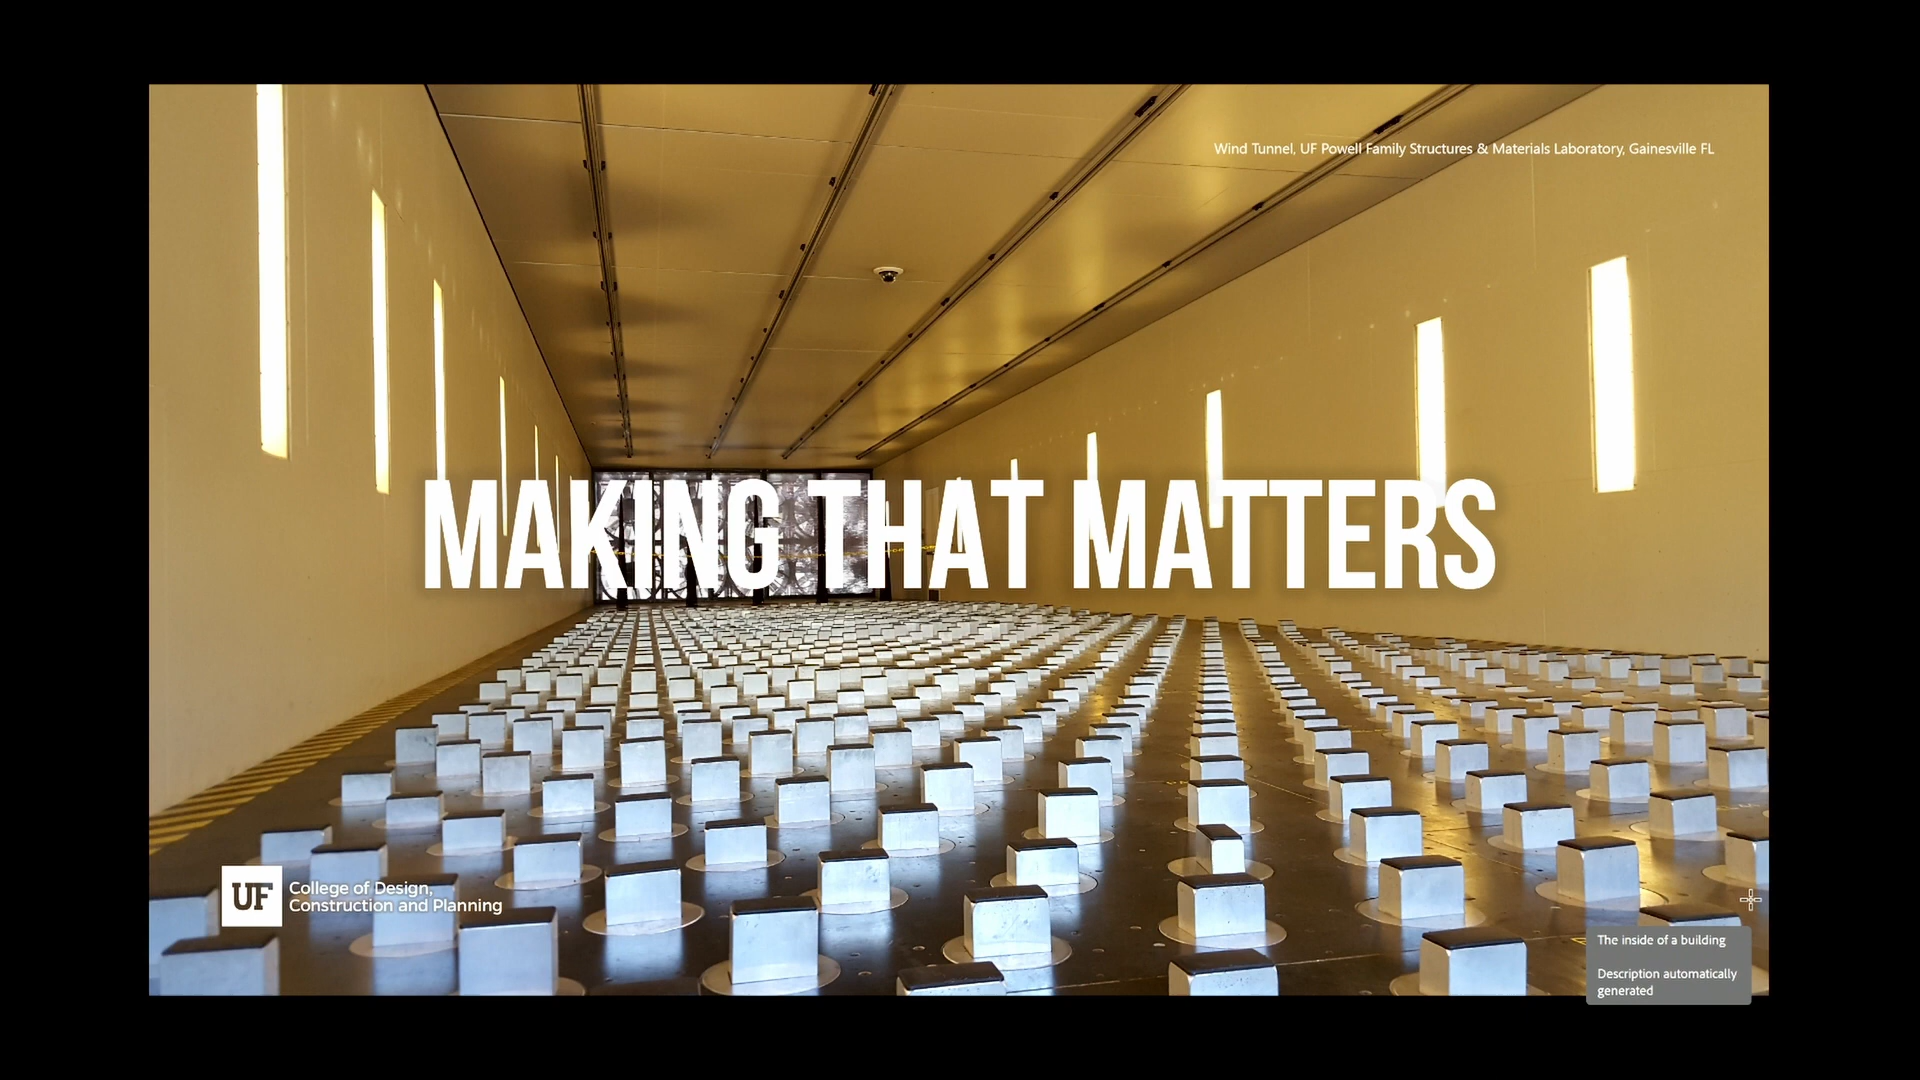 Wind Tunnel, UF Powell Family Structures & Materials Laboratory, Gainesville FL
MAKING THAT MATTERS
UF
College of Design,
Construction and Planning
The inside of a building
Description automatically
generated